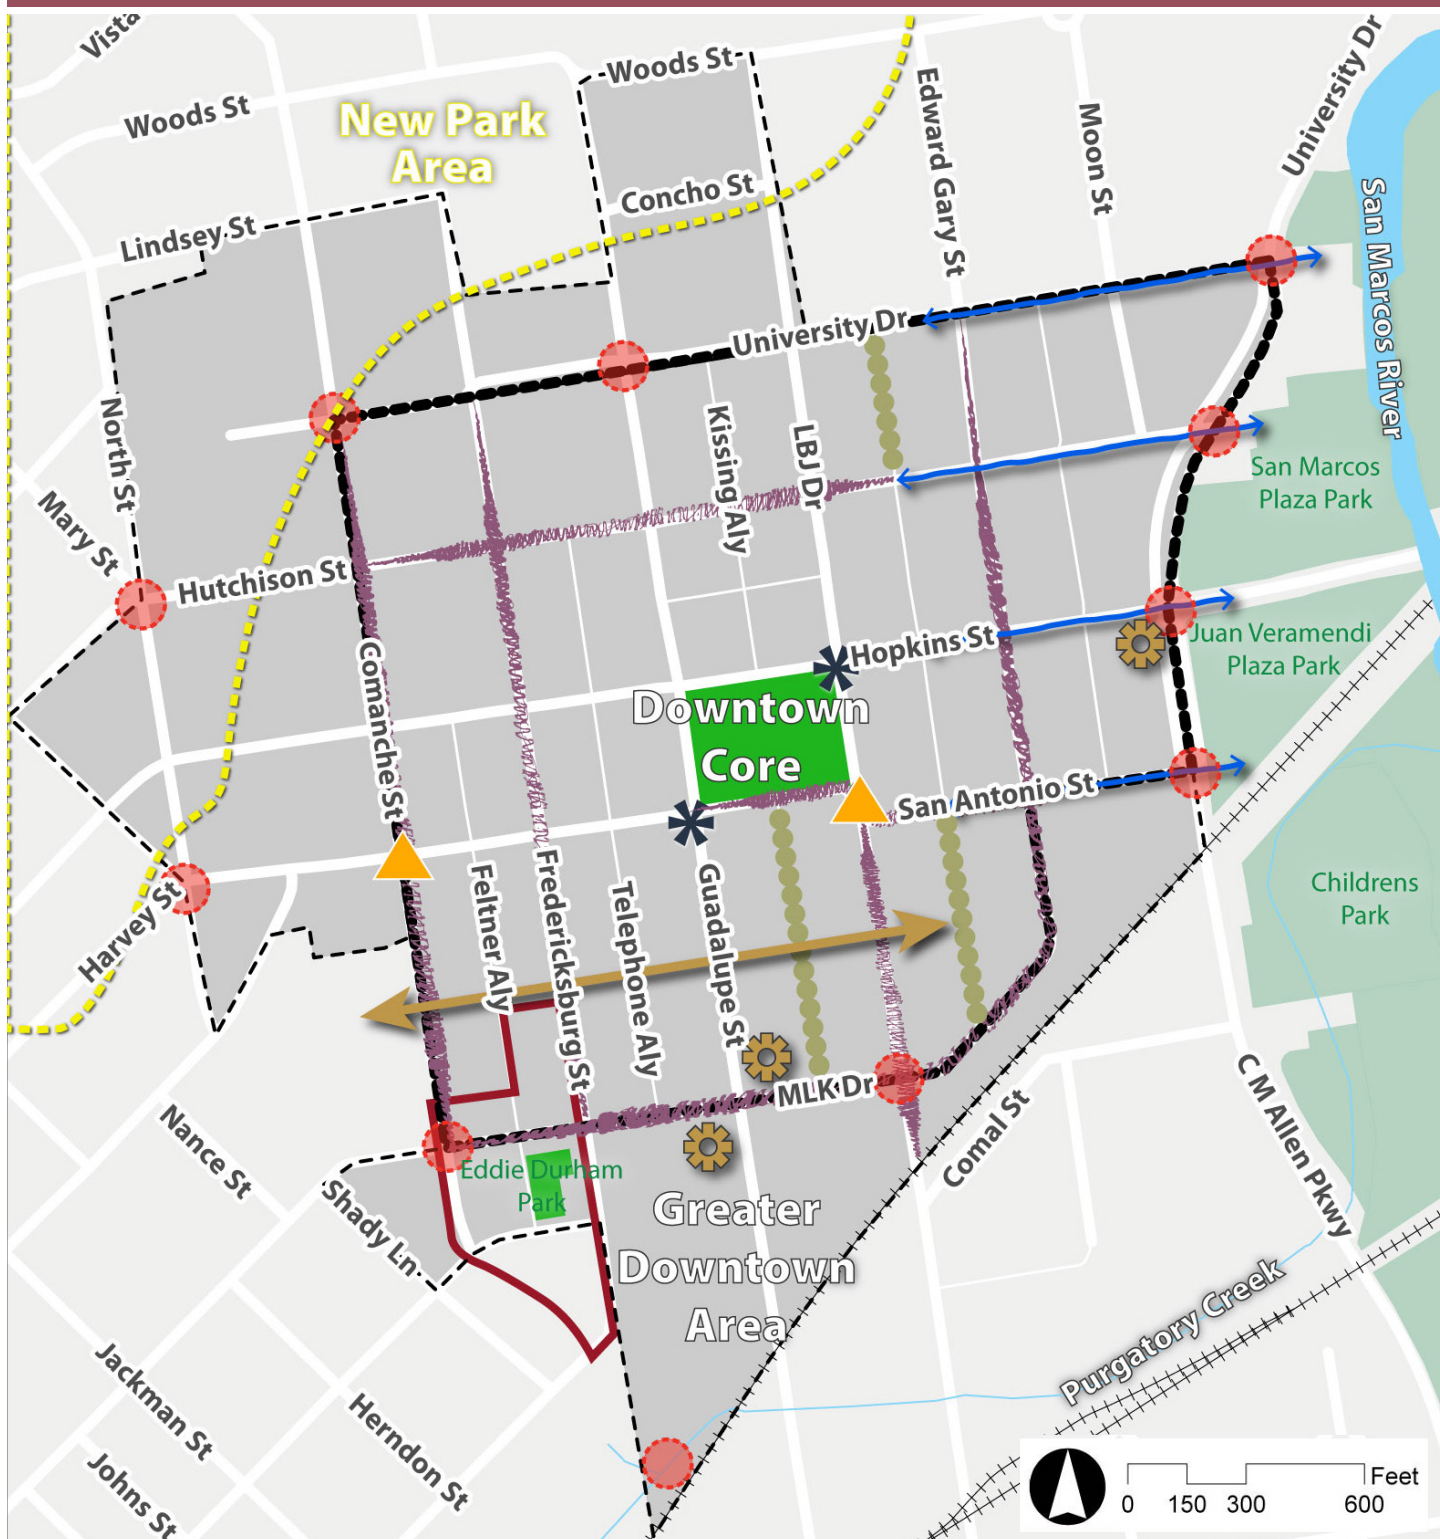 Vista
Woods St
Woods St
New Park
Area
Edward Gary St
Moon St
University Dr
San Marcos River
Concho St
Lindsey St
University Dr
North St
Kissing Aly
LBJ Dr
San Marcos
Plaza Park
Mary St
Hutchison St
Comanche St
Hopkins St
Juan Veramendi
Plaza Park
Downtown
Core
San Antonio St
Harvey St
Feltner Aly
Fredericksburg St
Telephone Aly
Guadalupe St
Childrens
Park
MLK Dr
Comal St
C M Allen Pkwy
Nance St
Shady Ln
Eddie Durham
Park
Greater
Downtown
Area
Purgatory Creek
Jackman St
Herndon St
Johns St
Feet
0 150 300 600